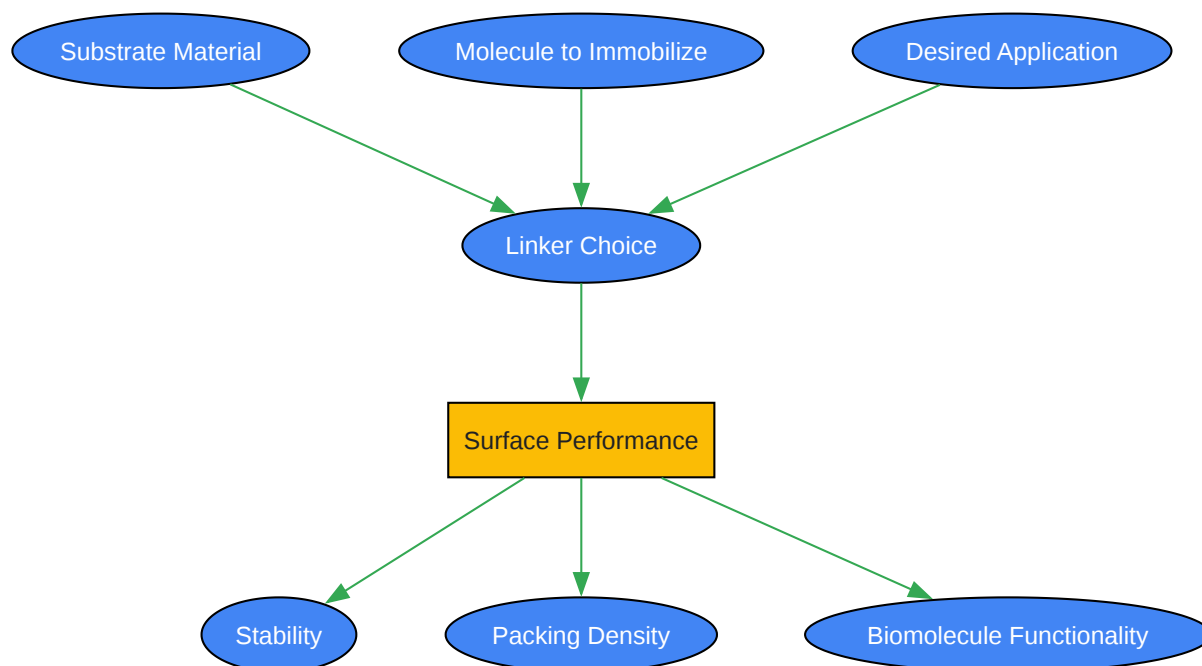 Substrate Material
Molecule to Immobilize
Desired Application
Linker Choice
Surface Performance
Stability
Packing Density
Biomolecule Functionality